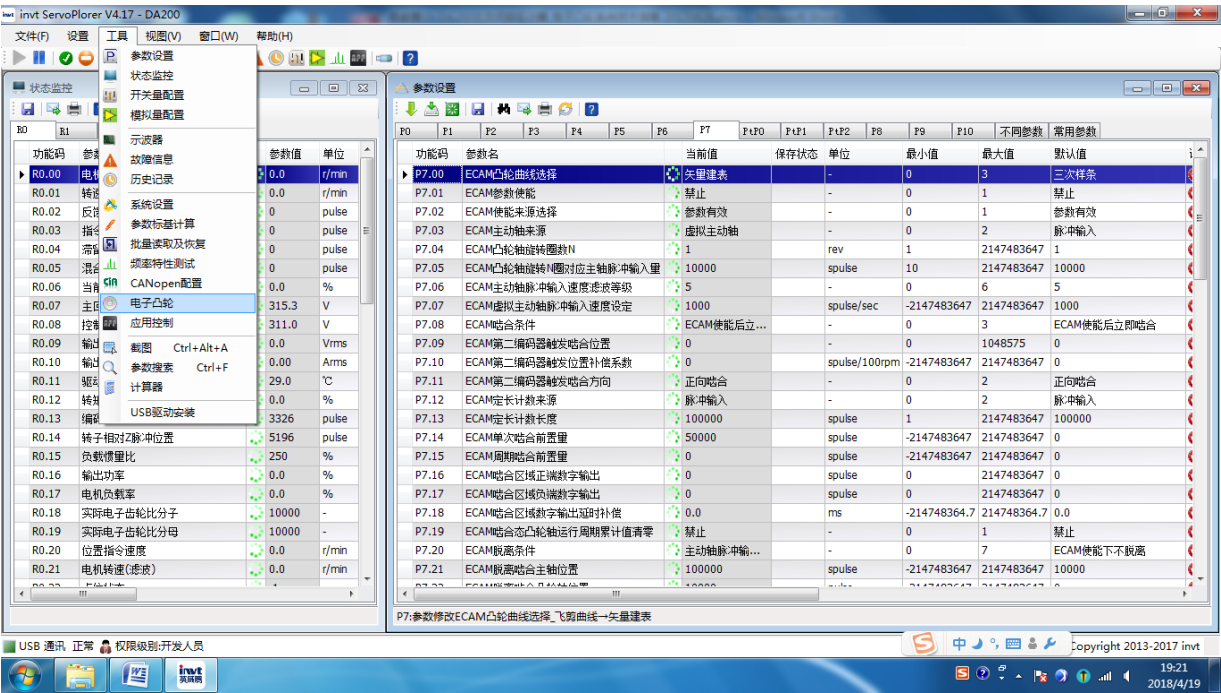 invt ServoPlorer V4.17 - DA200
文件(F) 设置 工具 视图(V) 窗口(W) 帮助(H)
参数设置
状态监控
开关量配置
模拟量配置
示波器
故障信息
历史记录
系统设置
参数标基计算
批量读取及恢复
频率特性测试
CANopen配置
电子凸轮
应用控制
截图 Ctrl+Alt+A
参数搜索 Ctrl+F
计算器
USB驱动安装
状态监控
R0 R1
功能码 参数值 单位
R0.00 电机 0.0 r/min
R0.01 转速 0.0 r/min
R0.02 反馈 0 pulse
R0.03 指令 0 pulse
R0.04 滞留 0 pulse
R0.05 混合 0 pulse
R0.06 当前 0.0 %
R0.07 主回 315.3 V
R0.08 控制 311.0 V
R0.09 输出 0.0 Vrms
R0.10 输出 0.00 Arms
R0.11 驱动 29.0 ℃
R0.12 转矩 0.0 %
R0.13 编码 3326 pulse
R0.14 转子相对Z脉冲位置 5196 pulse
R0.15 负载惯量比 250 %
R0.16 输出功率 0.0 %
R0.17 电机负载率 0.0 %
R0.18 实际电子齿轮比分子 10000 -
R0.19 实际电子齿轮比分母 10000 -
R0.20 位置指令速度 0.0 r/min
R0.21 电机转速(滤波) 0.0 r/min
参数设置
P0 P1 P2 P3 P4 P5 P6 P7 PtP0 PtP1 PtP2 P8 P9 P10 不同参数 常用参数
功能码 参数名 当前值 保存状态 单位 最小值 最大值 默认值
P7.00 ECAM凸轮曲线选择 矢量建表 - 0 3 三次样条
P7.01 ECAM参数使能 禁止 - 0 1 禁止
P7.02 ECAM使能来源选择 参数有效 - 0 1 参数有效
P7.03 ECAM主动轴来源 虚拟主动轴 - 0 2 脉冲输入
P7.04 ECAM凸轮轴旋转圈数N 1 rev 1 2147483647 1
P7.05 ECAM凸轮轴旋转N圈对应主轴脉冲输入量 10000 spulse 10 2147483647 10000
P7.06 ECAM主动轴脉冲输入速度滤波等级 5 - 0 6 5
P7.07 ECAM虚拟主动轴脉冲输入速度设定 1000 spulse/sec -2147483647 2147483647 1000
P7.08 ECAM啮合条件 ECAM使能后立... - 0 3 ECAM使能后立即啮合
P7.09 ECAM第二编码器触发啮合位置 0 - 0 1048575 0
P7.10 ECAM第二编码器触发位置补偿系数 0 spulse/100rpm -2147483647 2147483647 0
P7.11 ECAM第二编码器触发啮合方向 正向啮合 - 0 2 正向啮合
P7.12 ECAM定长计数来源 脉冲输入 - 0 2 脉冲输入
P7.13 ECAM定长计数长度 100000 spulse 1 2147483647 100000
P7.14 ECAM单次啮合前置量 50000 spulse -2147483647 2147483647 0
P7.15 ECAM周期啮合前置量 0 spulse -2147483647 2147483647 0
P7.16 ECAM啮合区域正端数字输出 0 spulse -2147483647 2147483647 0
P7.17 ECAM啮合区域负端数字输出 0 spulse 0 2147483647 0
P7.18 ECAM啮合区域数字输出延时补偿 0.0 ms -214748364.7 214748364.7 0.0
P7.19 ECAM啮合态凸轮轴运行周期累计值清零 禁止 - 0 1 禁止
P7.20 ECAM脱离条件 主动轴脉冲输... - 0 7 ECAM使能下不脱离
P7.21 ECAM脱离啮合主轴位置 100000 spulse -2147483647 2147483647 10000
P7:参数修改ECAM凸轮曲线选择_飞剪曲线→矢量建表
USB 通讯 正常 权限级别:开发人员
中
Copyright 2013-2017 invt
invt
英威腾
19:21
2018/4/19